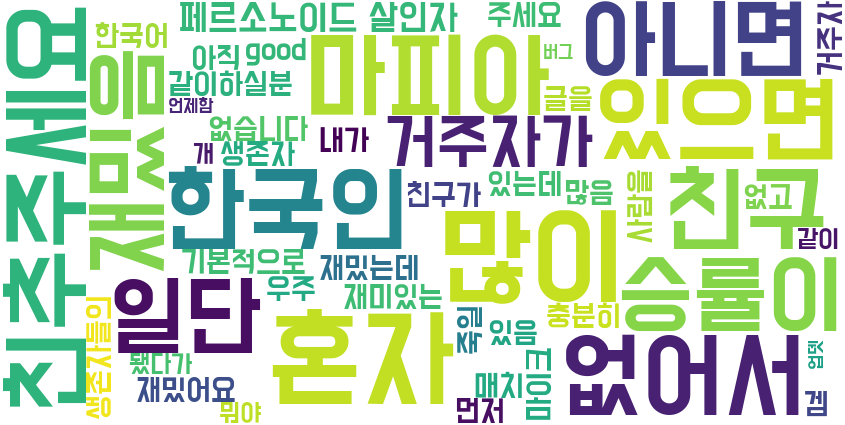 페르소노이드 살인자 주세요
한국어
아직 good
버그
아니면
거주자
친추주세요
재밌음
같이하실분
마피아
언제함
글을
있으면
없습니다
내가
거주자가
개 생존자
한국인
친구가
있는데
많음
사람을
친구
없고
같이
기본적으로
재밌는데
많이
승률이
우주
재미있는
일단
생존자들의
혼자
죽일
있음
충분히
없어서
업뎃
됐다가
재밌어요
매치
마이크
겜
뭐야
먼저